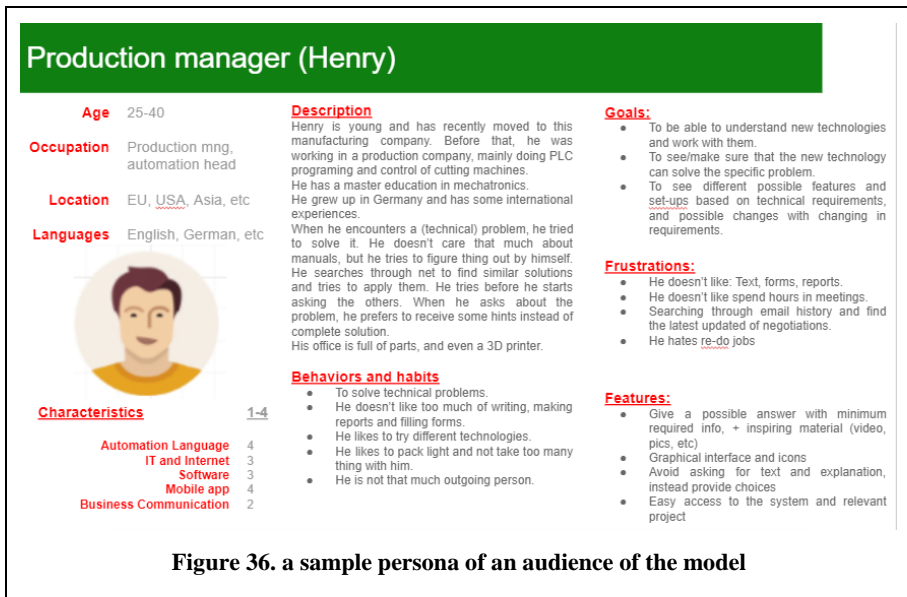 Production manager (Henry)
Age 25-40
Occupation Production mng,
automation head
Location EU, USA, Asia, etc
Languages English, German, etc
Characteristics 1-4
Automation Language 4
IT and Internet 3
Software 3
Mobile app 4
Business Communication 2
Description
Henry is young and has recently moved to this
manufacturing company. Before that, he was
working in a production company, mainly doing PLC
programing and control of cutting machines.
He has a master education in mechatronics.
He grew up in Germany and has some international
experiences.
When he encounters a (technical) problem, he tried
to solve it. He doesn't care that much about
manuals, but he tries to figure thing out by himself.
He searches through net to find similar solutions
and tries to apply them. He tries before he starts
asking the others. When he asks about the
problem, he prefers to receive some hints instead of
complete solution.
His office is full of parts, and even a 3D printer.
Behaviors and habits
● To solve technical problems.
● He doesn't like too much of writing, making
reports and filling forms.
● He likes to try different technologies.
● He likes to pack light and not take too many
thing with him.
● He is not that much outgoing person.
Goals:
● To be able to understand new technologies
and work with them.
● To see/make sure that the new technology
can solve the specific problem.
● To see different possible features and
set-ups based on technical requirements,
and possible changes with changing in
requirements.
Frustrations:
● He doesn't like: Text, forms, reports.
● He doesn't like spend hours in meetings.
● Searching through email history and find
the latest updated of negotiations.
● He hates re-do jobs
Features:
● Give a possible answer with minimum
required info, + inspiring material (video,
pics, etc)
● Graphical interface and icons
● Avoid asking for text and explanation,
instead provide choices
● Easy access to the system and relevant
project
Figure 36. a sample persona of an audience of the model